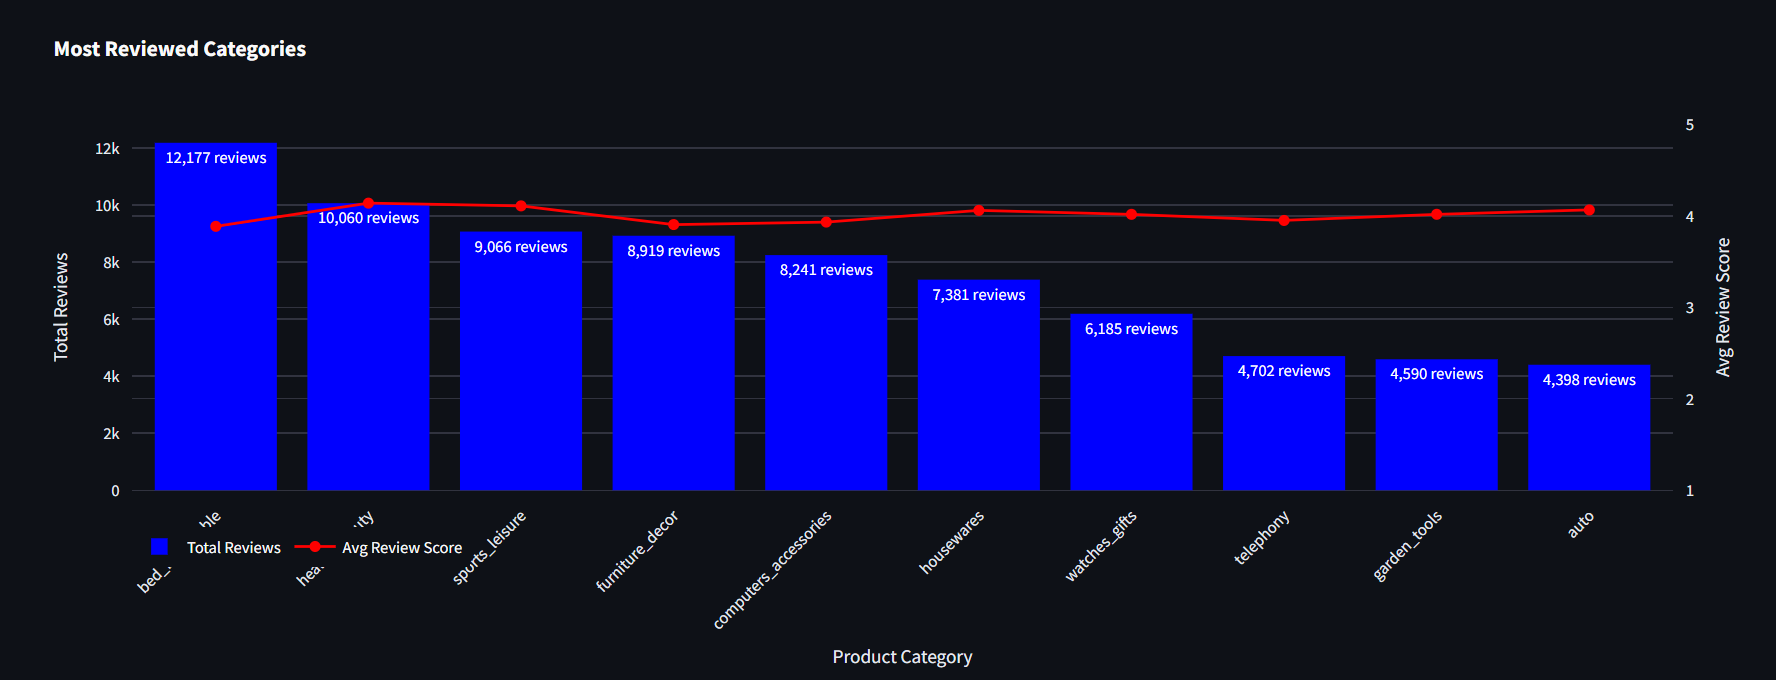 Most Reviewed Categories
5
12k
12,177 reviews
10k
10,060 reviews
4
9,066 reviews
8,919 reviews
8k
8,241 reviews
7,381 reviews
3
6k
6,185 reviews
4k
4,702 reviews
4,590 reviews
4,398 reviews
2
2k
0
1
Total Reviews
Avg Review Score
sports_leisure
furniture_decor
computers_accessories
housewares
watches_gifts
telephony
garden_tools
auto
Total Reviews
Avg Review Score
Product Category